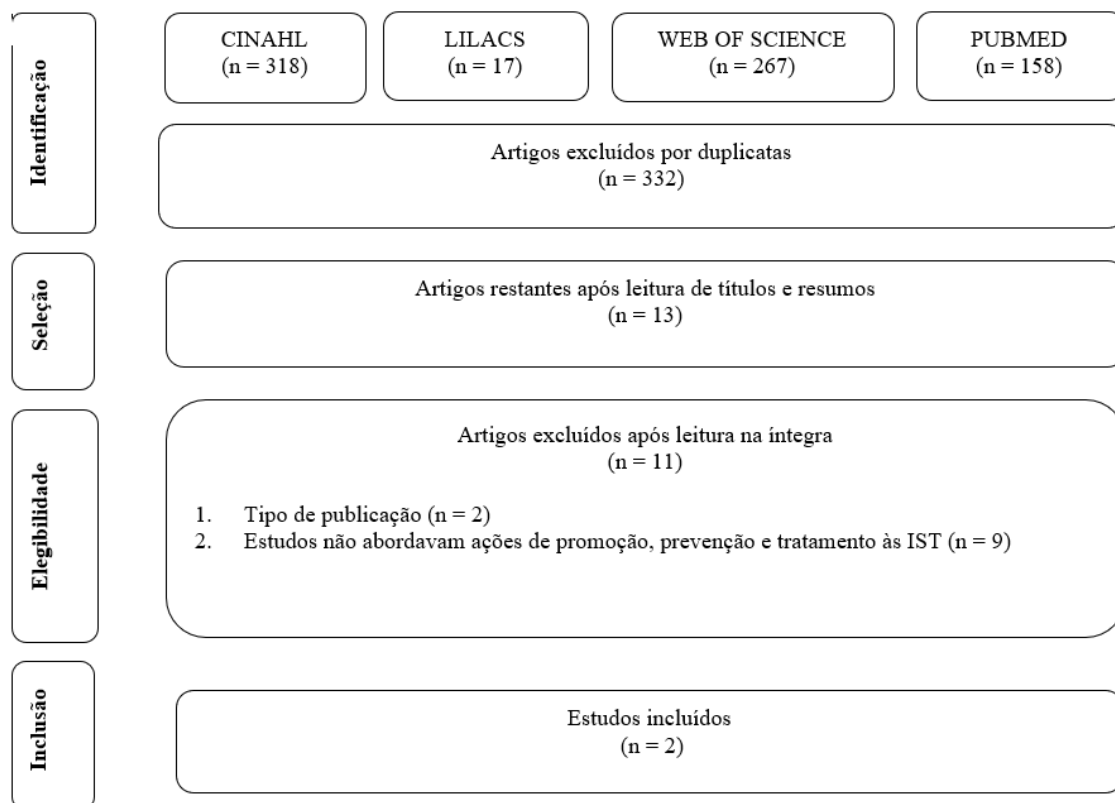 Identificação
CINAHL
(n = 318)
LILACS
(n = 17)
WEB OF SCIENCE
(n = 267)
PUBMED
(n = 158)
Artigos excluídos por duplicatas
(n = 332)
Seleção
Artigos restantes após leitura de títulos e resumos
(n = 13)
Elegibilidade
Artigos excluídos após leitura na íntegra
(n = 11)
1. Tipo de publicação (n = 2)
2. Estudos não abordavam ações de promoção, prevenção e tratamento às IST (n = 9)
Inclusão
Estudos incluídos
(n = 2)